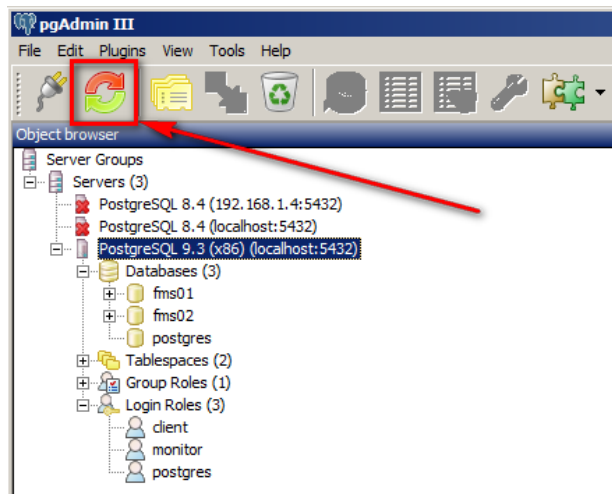 pgAdmin III
File Edit Plugins View Tools Help
Object browser
Server Groups
Servers (3)
PostgreSQL 8.4 (192.168.1.4:5432)
PostgreSQL 8.4 (localhost:5432)
PostgreSQL 9.3 (x86) (localhost:5432)
Databases (3)
fms01
fms02
postgres
Tablespaces (2)
Group Roles (1)
Login Roles (3)
client
monitor
postgres